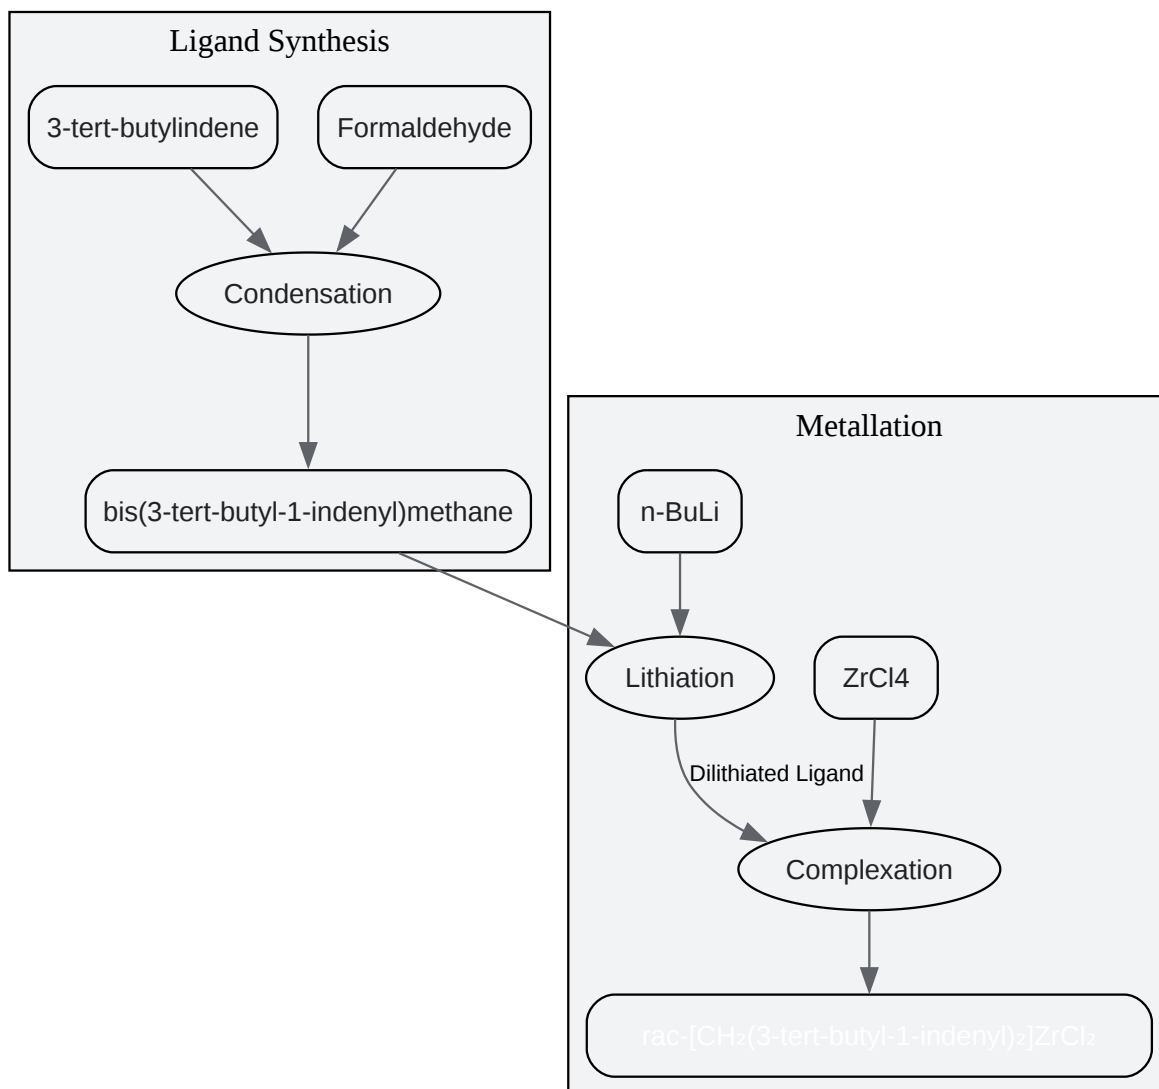 Ligand Synthesis
3-tert-butylindene
Formaldehyde
Condensation
bis(3-tert-butyl-1-indenyl)methane
Metallation
n-BuLi
Lithiation
ZrCl4
Dilithiated Ligand
Complexation
rac-[CH₂(3-tert-butyl-1-indenyl)₂]ZrCl₂